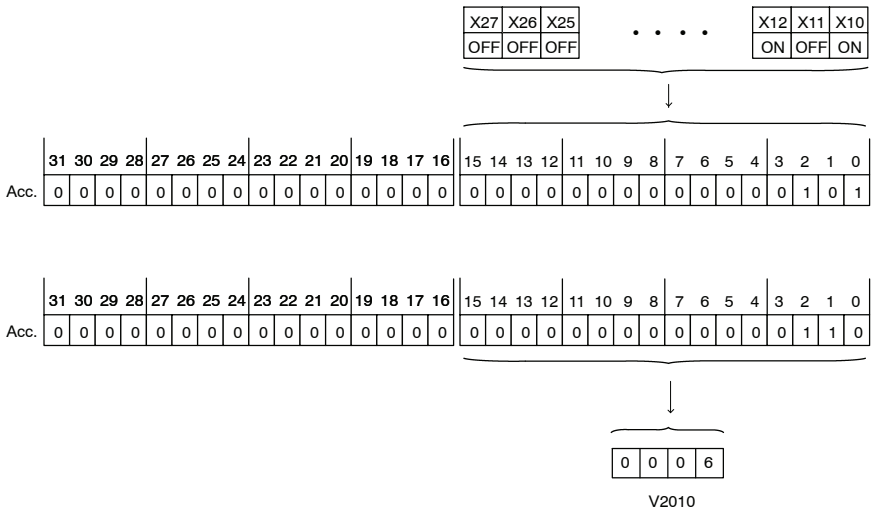 X27 X26 X25 . . . . X12 X11 X10
OFF OFF OFF ON OFF ON
31 30 29 28 27 26 25 24 23 22 21 20 19 18 17 16 15 14 13 12 11 10 9 8 7 6 5 4 3 2 1 0
Acc. 0 0 0 0 0 0 0 0 0 0 0 0 0 0 0 0 0 0 0 0 0 0 0 0 0 0 0 0 0 1 0 1
31 30 29 28 27 26 25 24 23 22 21 20 19 18 17 16 15 14 13 12 11 10 9 8 7 6 5 4 3 2 1 0
Acc. 0 0 0 0 0 0 0 0 0 0 0 0 0 0 0 0 0 0 0 0 0 0 0 0 0 0 0 0 0 1 1 0
0 0 0 6
V2010